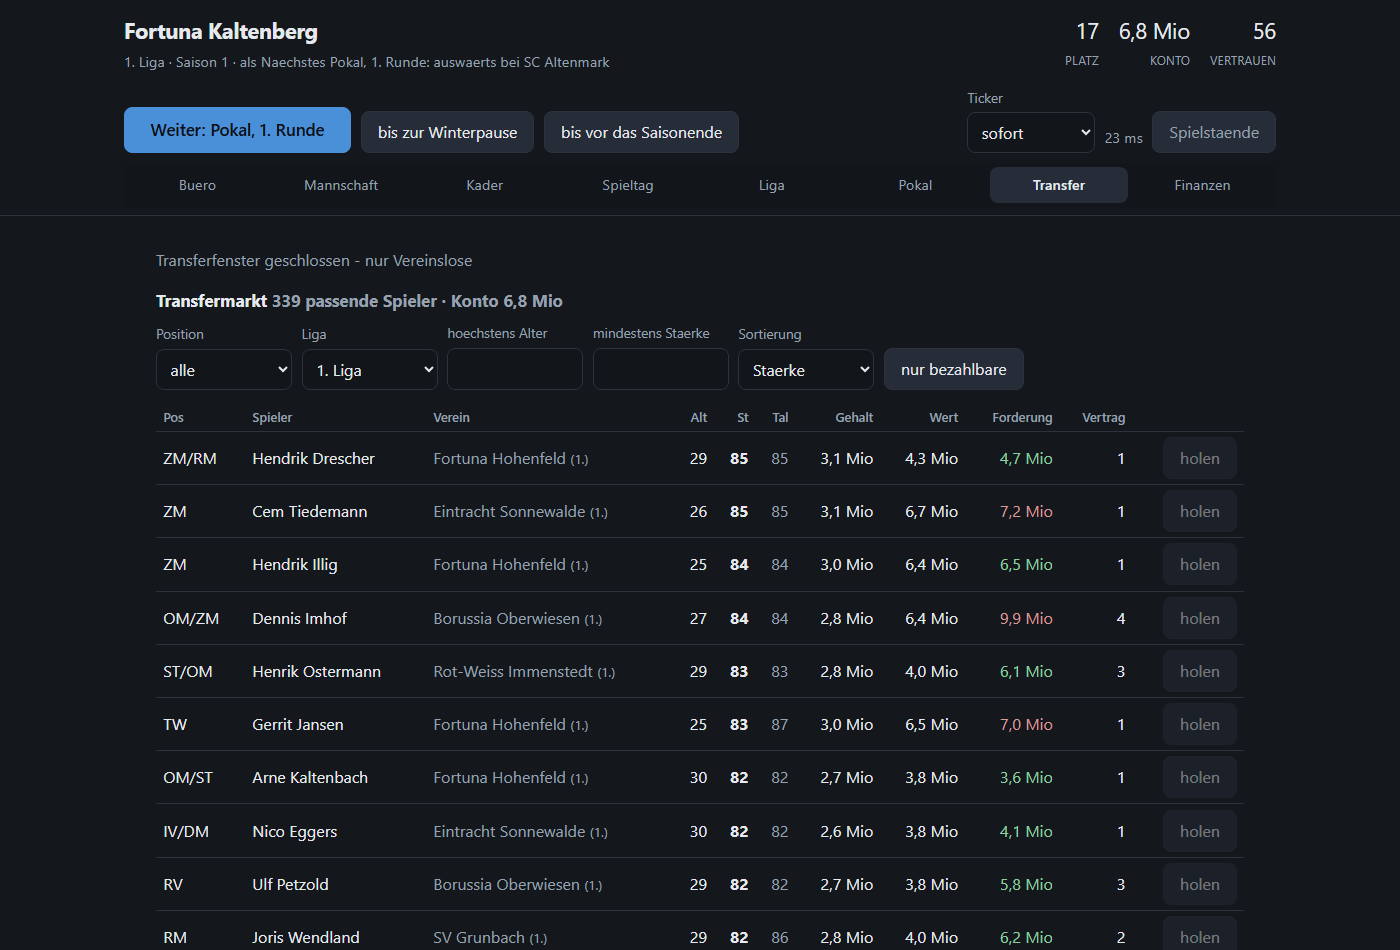 Fortuna Kaltenberg
1. Liga · Saison 1 · als Naechstes Pokal, 1. Runde: auswaerts bei SC Altenmark
17 6,8 Mio 56
PLATZ KONTO VERTRAUEN
Weiter: Pokal, 1. Runde bis zur Winterpause bis vor das Saisonende
Ticker
sofort 23 ms Spielstaende
Buero Mannschaft Kader Spieltag Liga Pokal Transfer Finanzen
Transferfenster geschlossen - nur Vereinslose
Transfermarkt 339 passende Spieler · Konto 6,8 Mio
Position Liga hoechstens Alter mindestens Staerke Sortierung
alle 1. Liga Staerke nur bezahlbare
Pos Spieler Verein Alt St Tal Gehalt Wert Forderung Vertrag
ZM/RM Hendrik Drescher Fortuna Hohenfeld (1.) 29 85 85 3,1 Mio 4,3 Mio 4,7 Mio 1 holen
ZM Cem Tiedemann Eintracht Sonnewalde (1.) 26 85 85 3,1 Mio 6,7 Mio 7,2 Mio 1 holen
ZM Hendrik Illig Fortuna Hohenfeld (1.) 25 84 84 3,0 Mio 6,4 Mio 6,5 Mio 1 holen
OM/ZM Dennis Imhof Borussia Oberwiesen (1.) 27 84 84 2,8 Mio 6,4 Mio 9,9 Mio 4 holen
ST/OM Henrik Ostermann Rot-Weiss Immenstedt (1.) 29 83 83 2,8 Mio 4,0 Mio 6,1 Mio 3 holen
TW Gerrit Jansen Fortuna Hohenfeld (1.) 25 83 87 3,0 Mio 6,5 Mio 7,0 Mio 1 holen
OM/ST Arne Kaltenbach Fortuna Hohenfeld (1.) 30 82 82 2,7 Mio 3,8 Mio 3,6 Mio 1 holen
IV/DM Nico Eggers Eintracht Sonnewalde (1.) 30 82 82 2,6 Mio 3,8 Mio 4,1 Mio 1 holen
RV Ulf Petzold Borussia Oberwiesen (1.) 29 82 82 2,7 Mio 3,8 Mio 5,8 Mio 3 holen
RM Joris Wendland SV Grunbach (1.) 29 82 86 2,8 Mio 4,0 Mio 6,2 Mio 2 holen